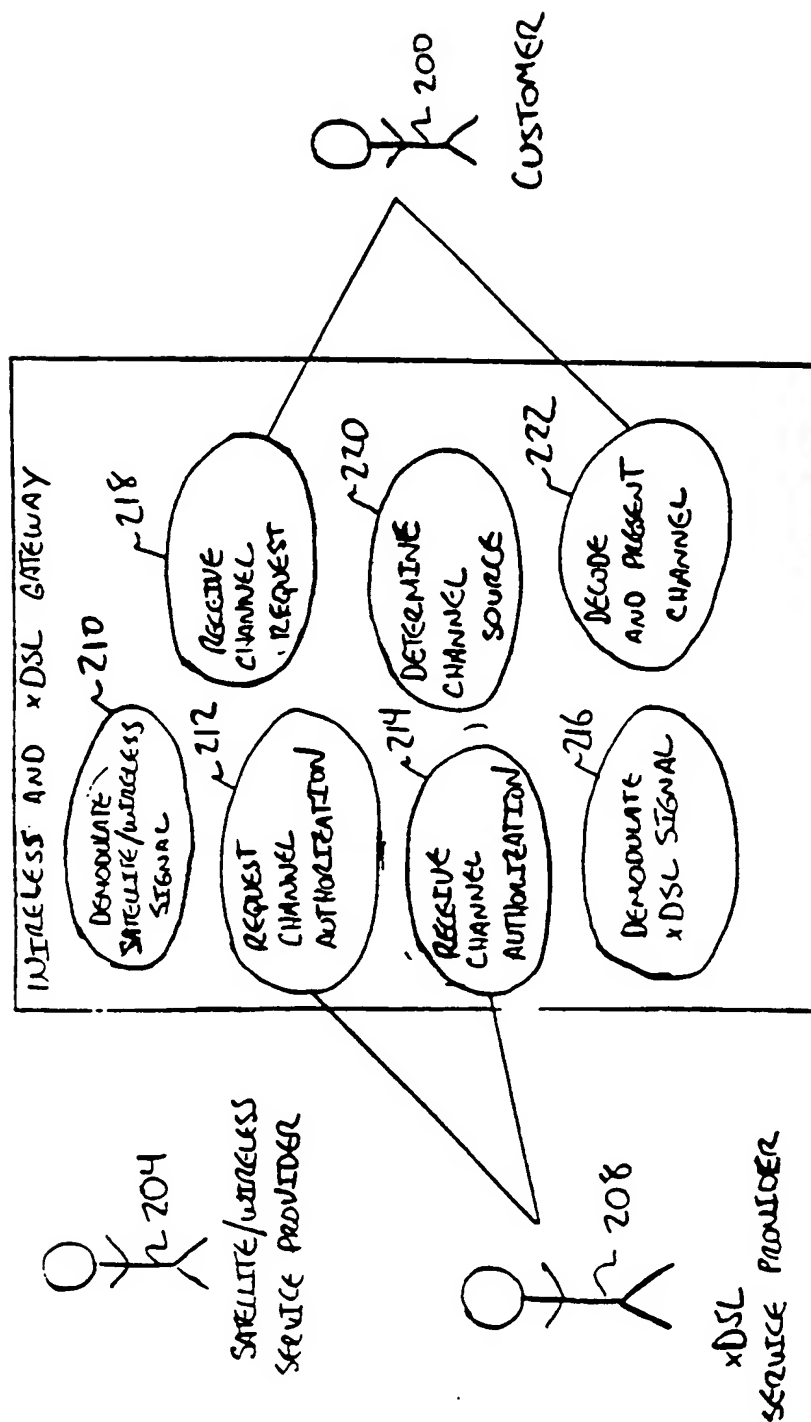 WIRELESS AND xDSL GATEWAY
DEMODULATE
SATELLITE/WIRELESS
SIGNAL
210
REQUEST
CHANNEL
AUTHORIZATION
212
RECEIVE
CHANNEL
AUTHORIZATION
214
DEMODULATE
xDSL SIGNAL
216
RECEIVE
CHANNEL
REQUEST
218
DETERMINE
CHANNEL
SOURCE
220
DECODE
AND PRESENT
CHANNEL
222
204
SATELLITE/WIRELESS
SERVICE PROVIDER
208
xDSL
SERVICE PROVIDER
200
CUSTOMER